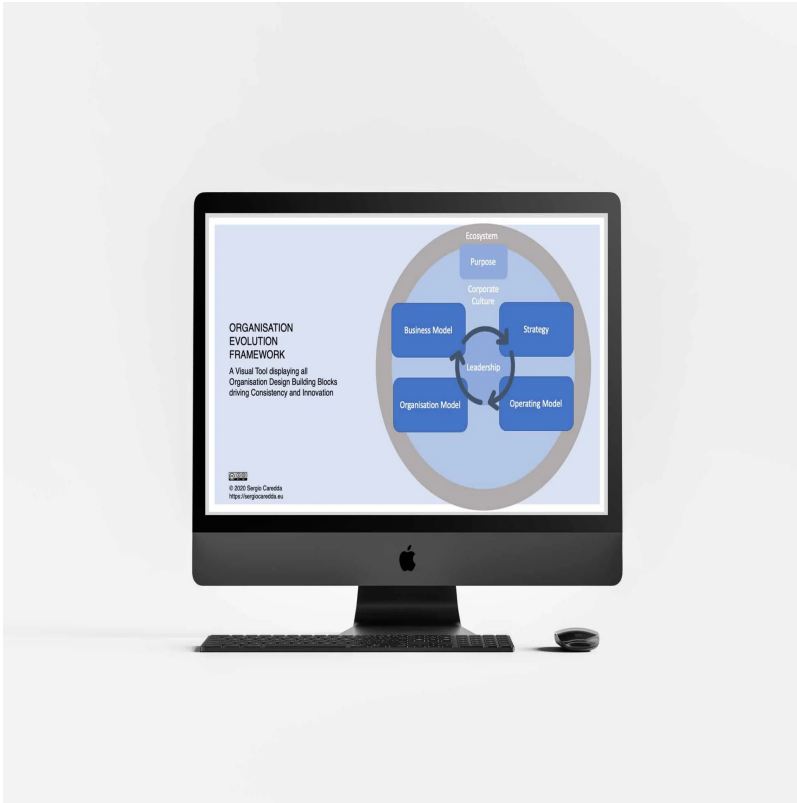 ORGANISATION
EVOLUTION
FRAMEWORK
A Visual Tool displaying all
Organisation Design Building Blocks
driving Consistency and Innovation
© 2020 Sergio Caredda
https://sergiocaredda.eu
Ecosystem
Purpose
Corporate
Culture
Business Model
Strategy
Leadership
Organisation Model
Operating Model